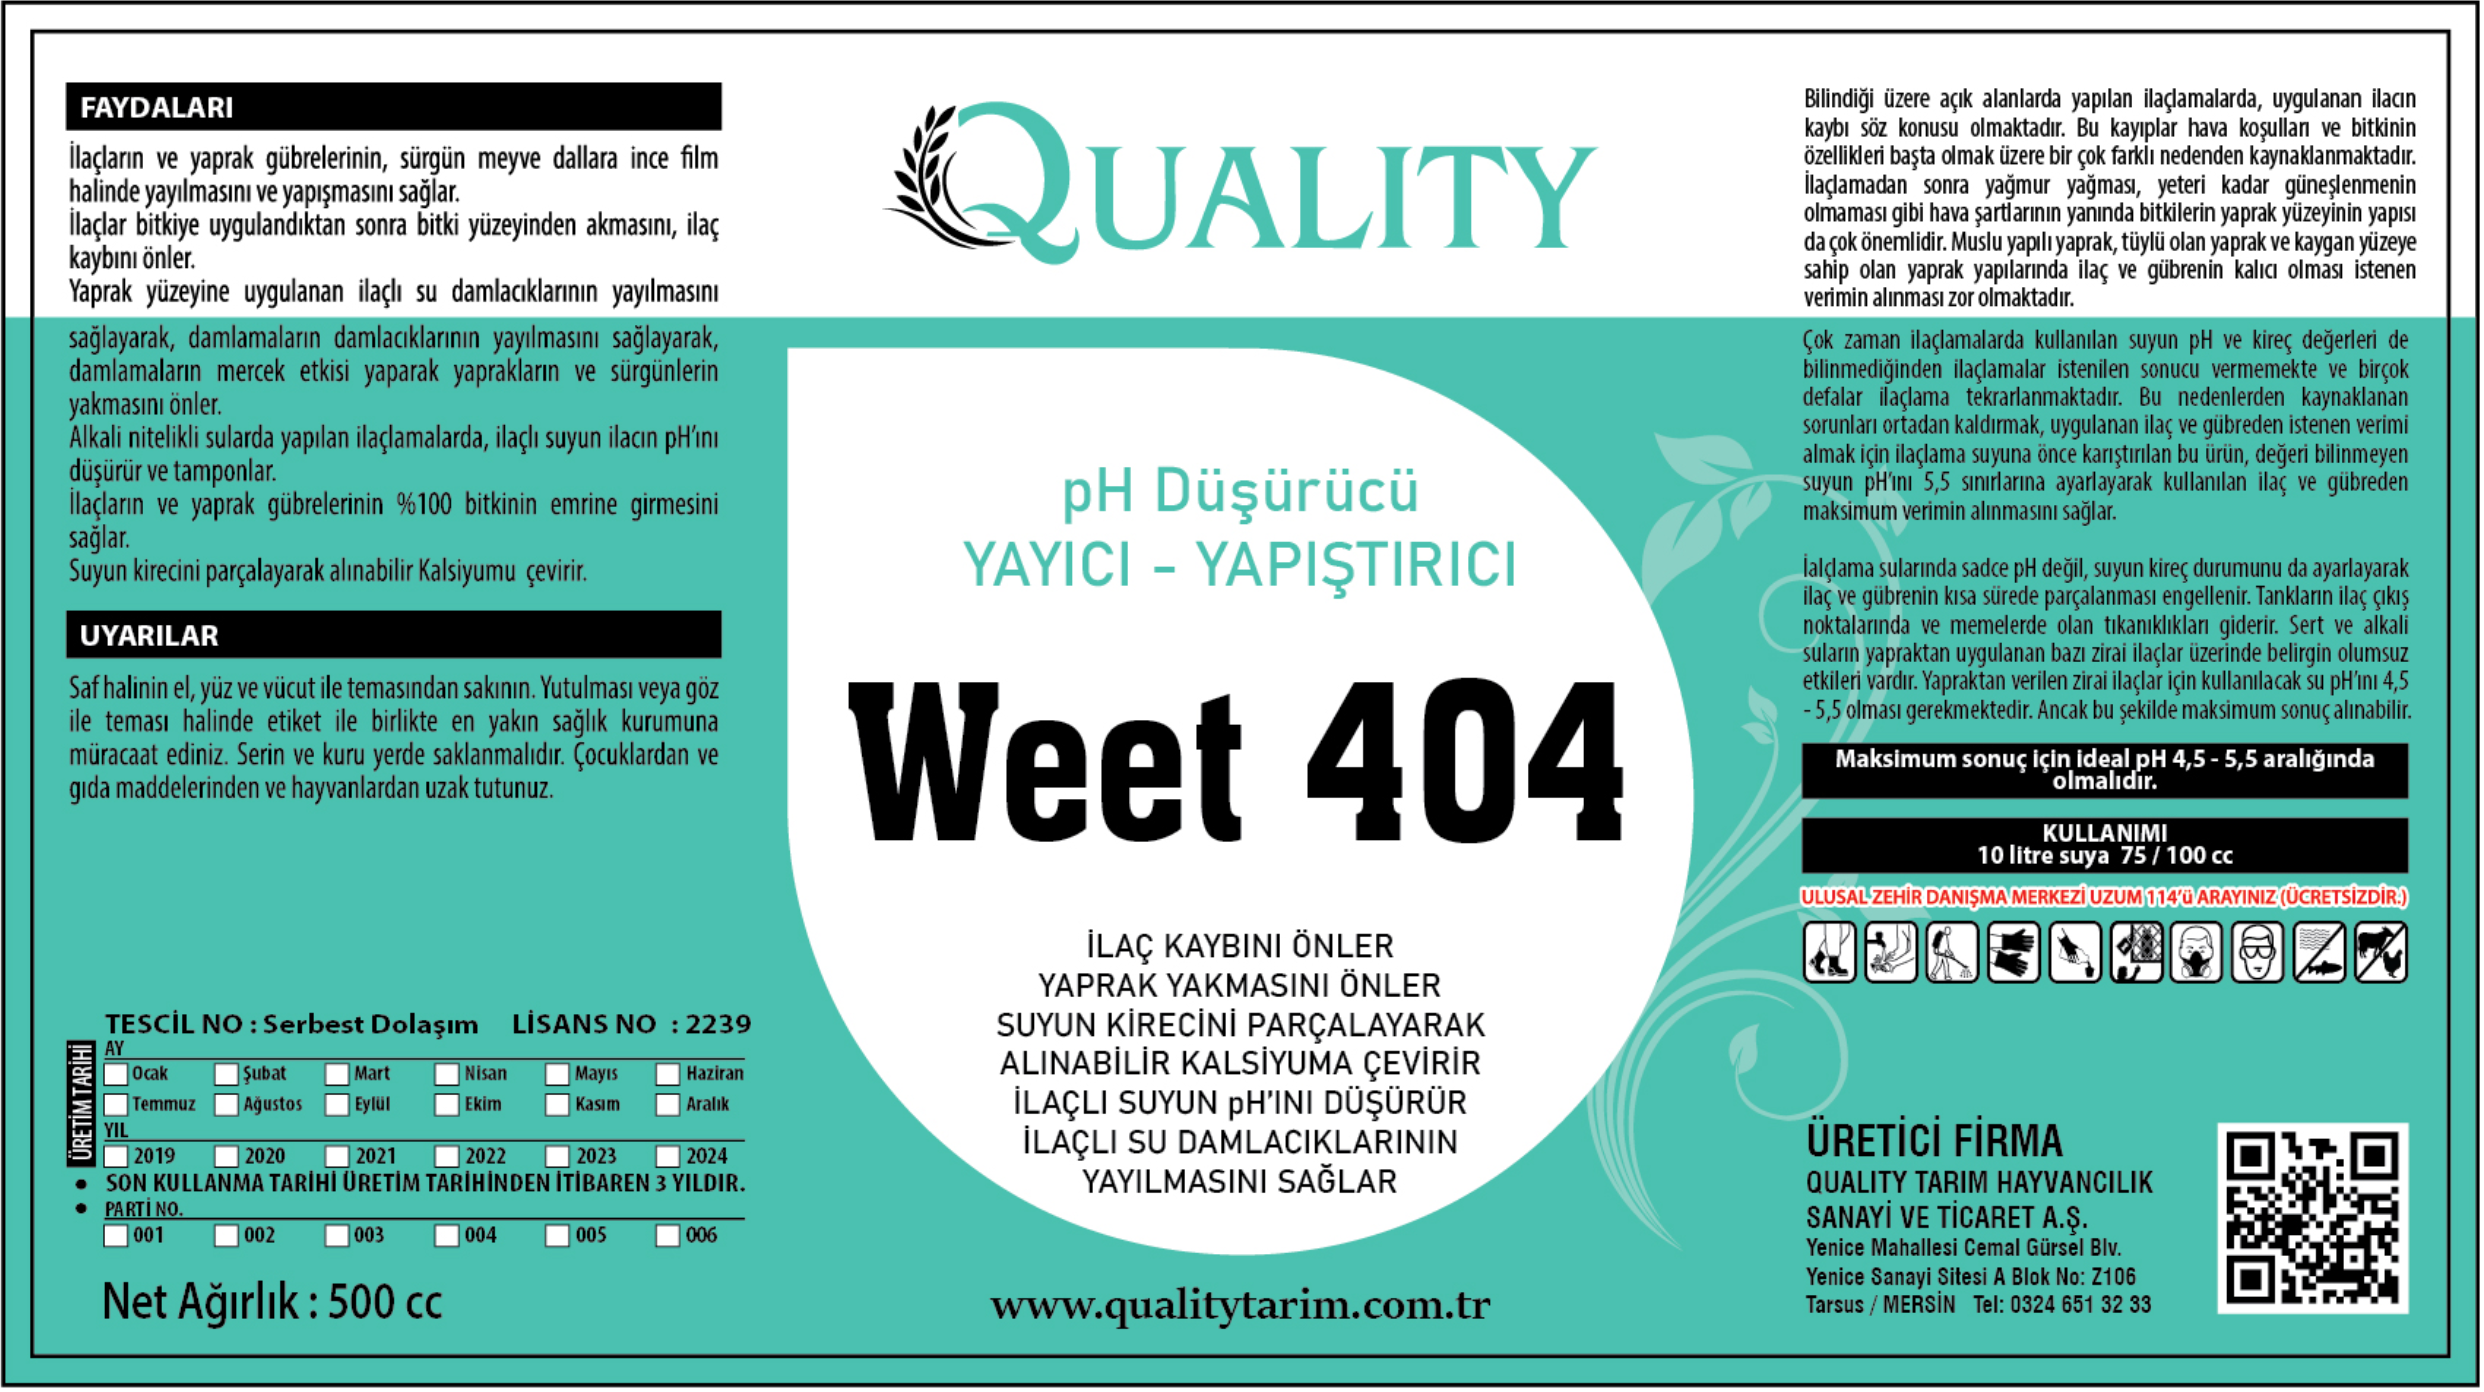 FAYDALARI
İlaçların ve yaprak gübrelerinin, sürgün meyve dallara ince film
halinde yayılmasını ve yapışmasını sağlar.
İlaçlar bitkiye uygulandıktan sonra bitki yüzeyinden akmasını, ilaç
kaybını önler.
Yaprak yüzeyine uygulanan ilaçlı su damlacıklarının yayılmasını
sağlayarak, damlamaların damlacıklarının yayılmasını sağlayarak,
damlamaların mercek etkisi yaparak yaprakların ve sürgünlerin
yakmasını önler.
Alkali nitelikli sularda yapılan ilaçlamalarda, ilaçlı suyun ilacın pH'ını
düşürür ve tamponlar.
İlaçların ve yaprak gübrelerinin %100 bitkinin emrine girmesini
sağlar.
Suyun kirecini parçalayarak alınabilir Kalsiyumu çevirir.
UYARILAR
Saf halinin el, yüz ve vücut ile temasından sakının. Yutulması veya göz
ile teması halinde etiket ile birlikte en yakın sağlık kurumuna
müracaat ediniz. Serin ve kuru yerde saklanmalıdır. Çocuklardan ve
gıda maddelerinden ve hayvanlardan uzak tutunuz.
TESCİL NO : Serbest Dolaşım LİSANS NO : 2239
ÜRETİM TARİHİ
AY
Ocak Şubat Mart Nisan Mayıs Haziran
Temmuz Ağustos Eylül Ekim Kasım Aralık
YIL
2019 2020 2021 2022 2023 2024
• SON KULLANMA TARİHİ ÜRETİM TARİHİNDEN İTİBAREN 3 YILDIR.
• PARTİ NO.
001 002 003 004 005 006
Net Ağırlık : 500 cc
QUALITY
pH Düşürücü
YAYICI - YAPIŞTIRICI
Weet 404
İLAÇ KAYBINI ÖNLER
YAPRAK YAKMASINI ÖNLER
SUYUN KİRECİNİ PARÇALAYARAK
ALINABİLİR KALSİYUMA ÇEVİRİR
İLAÇLI SUYUN pH'INI DÜŞÜRÜR
İLAÇLI SU DAMLACIKLARININ
YAYILMASINI SAĞLAR
www.qualitytarim.com.tr
Bilindiği üzere açık alanlarda yapılan ilaçlamalarda, uygulanan ilacın
kaybı söz konusu olmaktadır. Bu kayıplar hava koşulları ve bitkinin
özellikleri başta olmak üzere bir çok farklı nedenden kaynaklanmaktadır.
İlaçlamadan sonra yağmur yağması, yeteri kadar güneşlenmenin
olmaması gibi hava şartlarının yanında bitkilerin yaprak yüzeyinin yapısı
da çok önemlidir. Muslu yapılı yaprak, tüylü olan yaprak ve kaygan yüzeye
sahip olan yaprak yapılarında ilaç ve gübrenin kalıcı olması istenen
verimin alınması zor olmaktadır.
Çok zaman ilaçlamalarda kullanılan suyun pH ve kireç değerleri de
bilinmediğinden ilaçlamalar istenilen sonucu vermemekte ve birçok
defalar ilaçlama tekrarlanmaktadır. Bu nedenlerden kaynaklanan
sorunları ortadan kaldırmak, uygulanan ilaç ve gübreden istenen verimi
almak için ilaçlama suyuna önce karıştırılan bu ürün, değeri bilinmeyen
suyun pH'ını 5,5 sınırlarına ayarlayarak kullanılan ilaç ve gübreden
maksimum verimin alınmasını sağlar.
İalçlama sularında sadce pH değil, suyun kireç durumunu da ayarlayarak
ilaç ve gübrenin kısa sürede parçalanması engellenir. Tankların ilaç çıkış
noktalarında ve memelerde olan tıkanıklıkları giderir. Sert ve alkali
suların yapraktan uygulanan bazı zirai ilaçlar üzerinde belirgin olumsuz
etkileri vardır. Yapraktan verilen zirai ilaçlar için kullanılacak su pH'ını 4,5
- 5,5 olması gerekmektedir. Ancak bu şekilde maksimum sonuç alınabilir.
Maksimum sonuç için ideal pH 4,5 - 5,5 aralığında
olmalıdır.
KULLANIMI
10 litre suya 75 / 100 cc
ULUSAL ZEHİR DANIŞMA MERKEZİ UZUM 114'ü ARAYINIZ (ÜCRETSİZDİR.)
ÜRETİCİ FİRMA
QUALITY TARIM HAYVANCILIK
SANAYİ VE TİCARET A.Ş.
Yenice Mahallesi Cemal Gürsel Blv.
Yenice Sanayi Sitesi A Blok No: Z106
Tarsus / MERSİN Tel: 0324 651 32 33